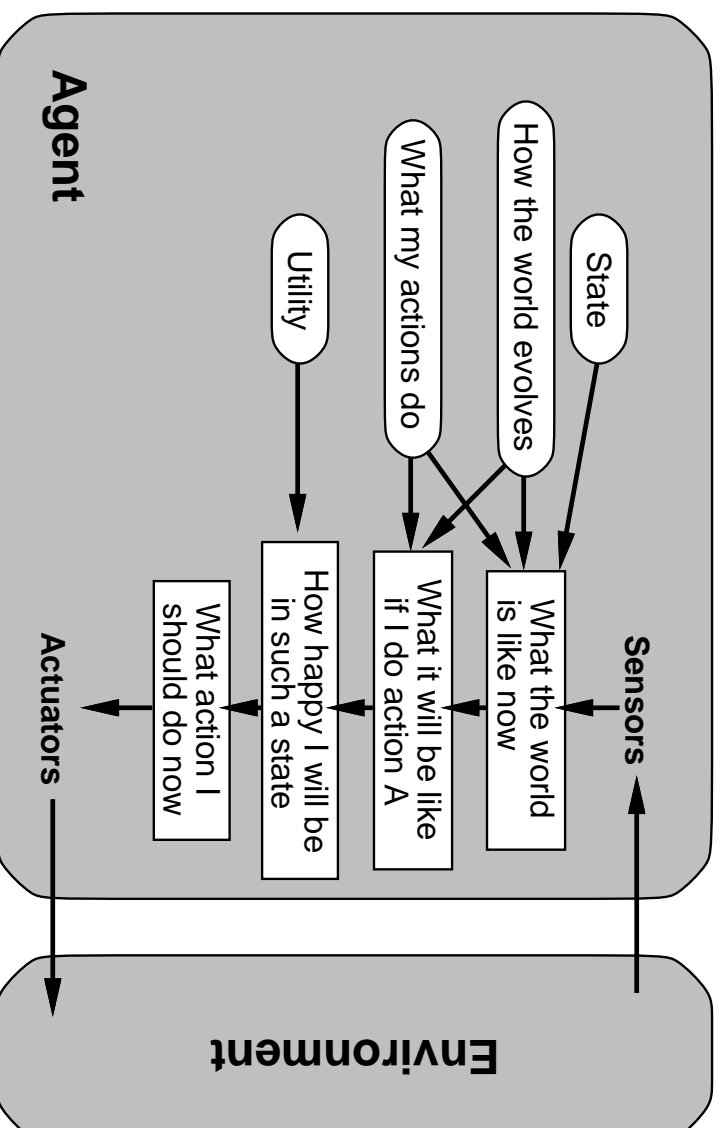 Sensors
State
How the world evolves
What my actions do
Utility
What the world
is like now
What it will be like
if I do action A
How happy I will be
in such a state
What action I
should do now
Agent
Actuators
Environment